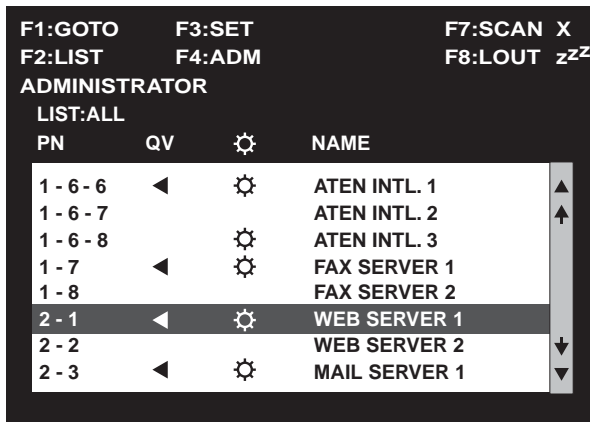 F1:GOTO F3:SET F7:SCAN X
F2:LIST F4:ADM F8:LOUT zzz
ADMINISTRATOR
LIST:ALL
PN QV NAME
1 - 6 - 6 ATEN INTL. 1
1 - 6 - 7 ATEN INTL. 2
1 - 6 - 8 ATEN INTL. 3
1 - 7 FAX SERVER 1
1 - 8 FAX SERVER 2
2 - 1 WEB SERVER 1
2 - 2 WEB SERVER 2
2 - 3 MAIL SERVER 1